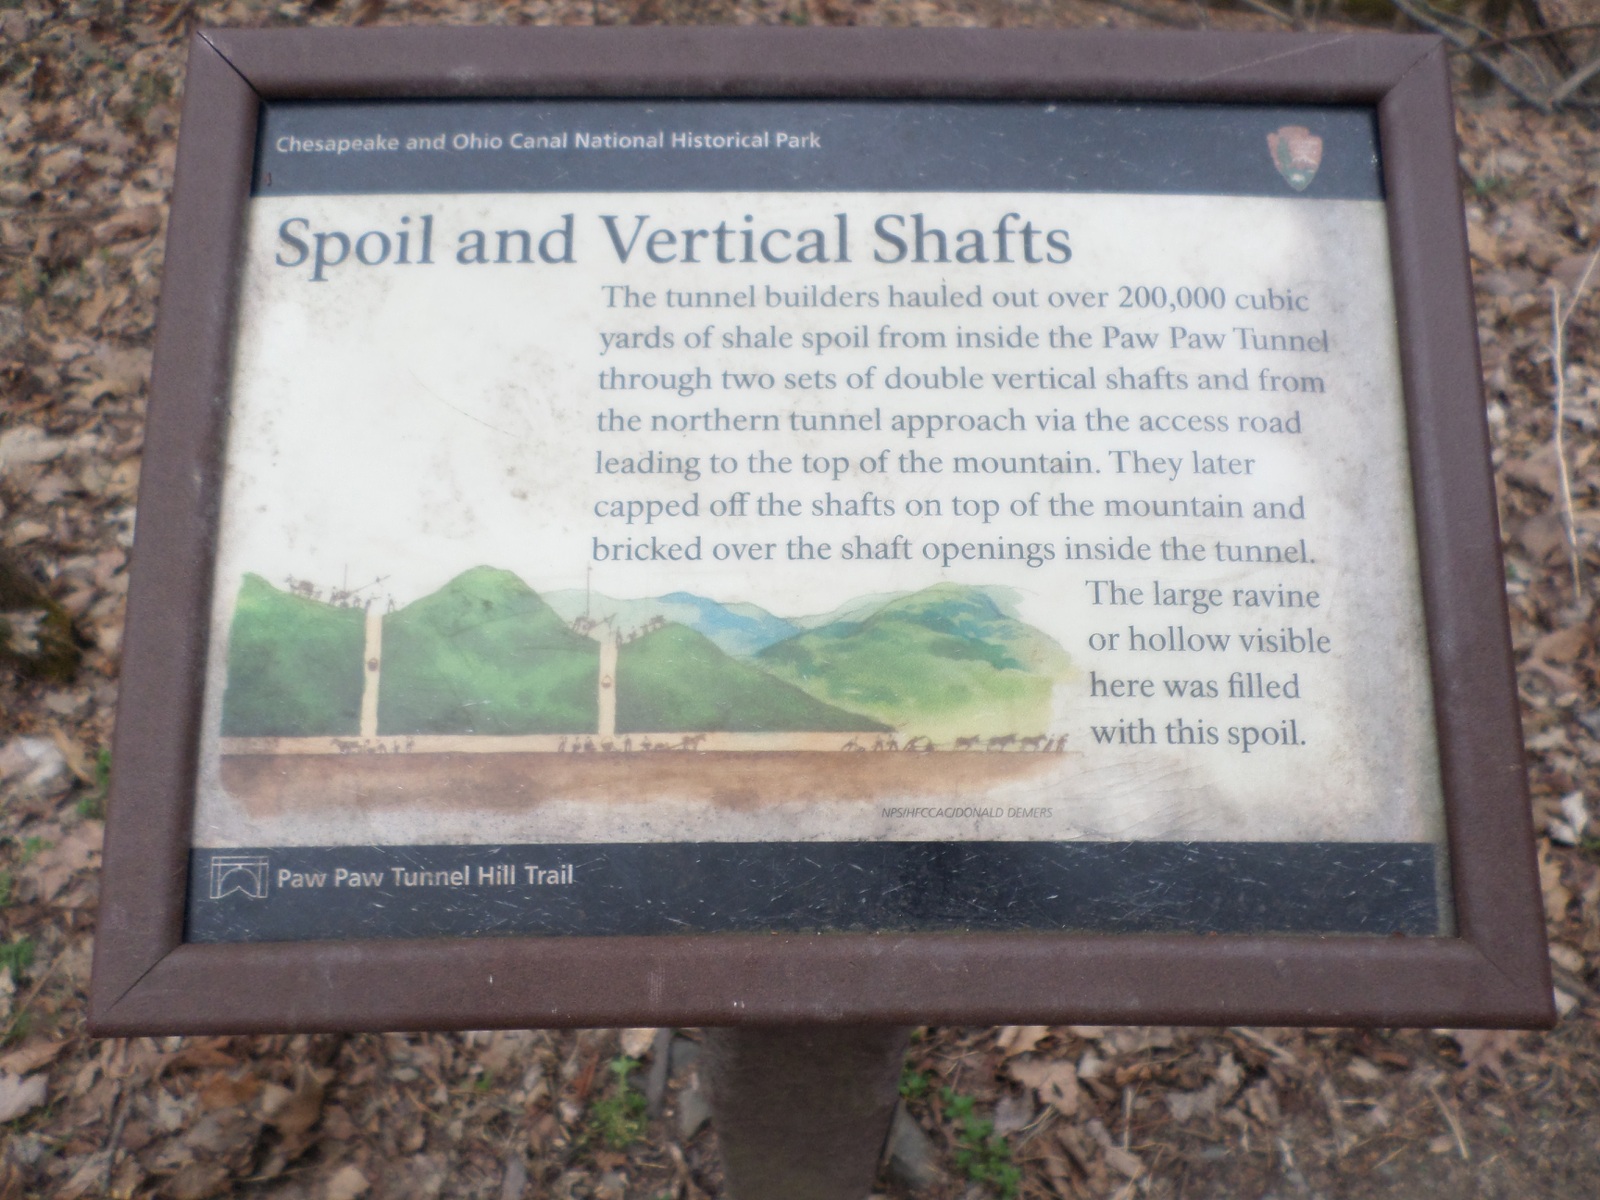 Chesapeake and Ohio Canal National Historical Park
Spoil and Vertical Shafts
The tunnel builders hauled out over 200,000 cubic
yards of shale spoil from inside the Paw Paw Tunnel
through two sets of double vertical shafts and from
the northern tunnel approach via the access road
leading to the top of the mountain. They later
capped off the shafts on top of the mountain and
bricked over the shaft openings inside the tunnel.
The large ravine
or hollow visible
here was filled
with this spoil.
NPS/HFCCAC/DONALD DEMERS
Paw Paw Tunnel Hill Trail